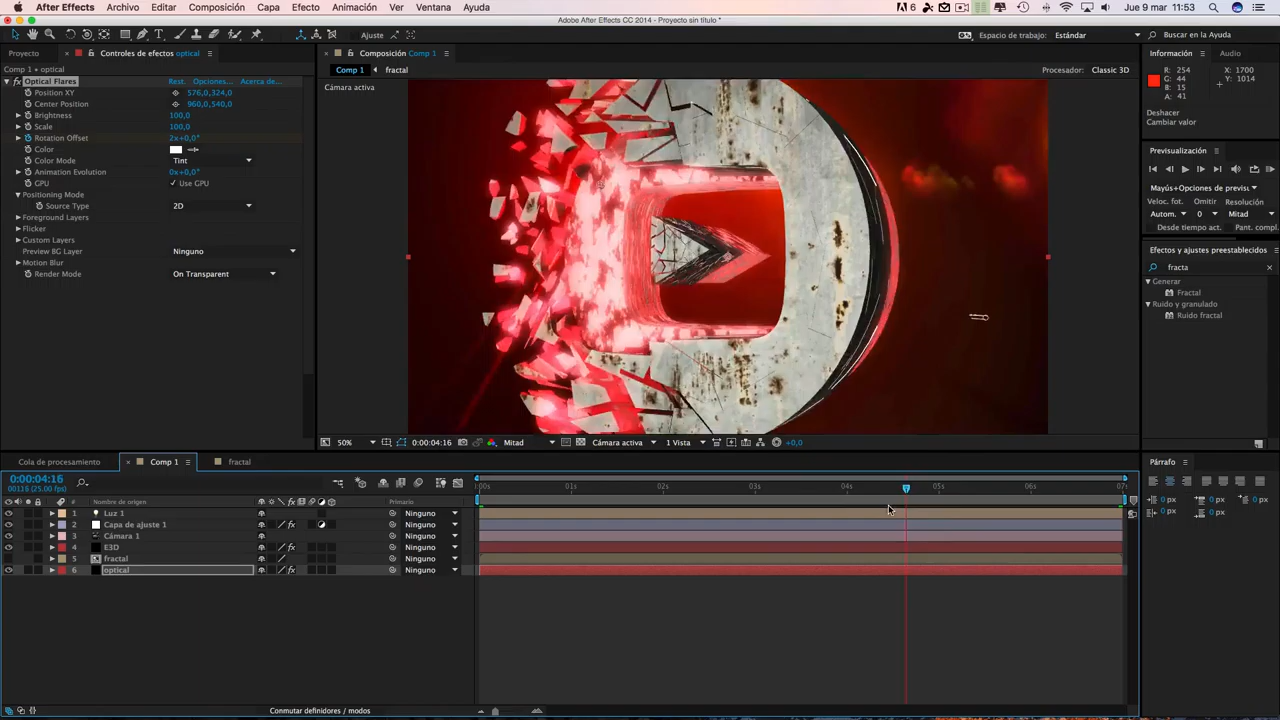 After Effects Archivo Editar Composición Capa Efecto Animación Ver Ventana Ayuda 6 Jue 9 mar 11:53
Adobe After Effects CC 2014 - Proyecto sin título *
Ajuste Espacio de trabajo: Estándar Buscar en la Ayuda
Proyecto Controles de efectos optical
Comp 1 • optical
Optical Flares Rest. Opciones... Acerca de...
Position XY 576,0,324,0
Center Position 960,0,540,0
Brightness 100,0
Scale 100,0
Rotation Offset 2x+0,0°
Color
Color Mode Tint
Animation Evolution 0x+0,0°
GPU Use GPU
Positioning Mode
Source Type 2D
Foreground Layers
Flicker
Custom Layers
Preview BG Layer Ninguno
Motion Blur
Render Mode On Transparent
Composición Comp 1
Comp 1 fractal Procesador: Classic 3D
Cámara activa
50% 0:00:04:16 Mitad Cámara activa 1 Vista +0,0
Información Audio
R: 254 X: 1700
G: 44 Y: 1014
B: 15
A: 41
Deshacer
Cambiar valor
Previsualización
Mayús+Opciones de previs...
Veloc. fot. Omitir Resolución
Autom. 0 Mitad
Desde tiempo act. Pant. compl.
Efectos y ajustes preestablecidos
fracta
Generar
Fractal
Ruido y granulado
Ruido fractal
Cola de procesamiento Comp 1 fractal
0:00:04:16
00116 (25.00 fps)
:00s 01s 02s 03s 04s 05s 06s 07s
Nombre de origen Primario
1 Luz 1 Ninguno
2 Capa de ajuste 1 Ninguno
3 Cámara 1 Ninguno
4 E3D Ninguno
5 fractal Ninguno
6 optical Ninguno
Conmutar definidores / modos
Párrafo
0 px 0 px 0 px
0 px 0 px